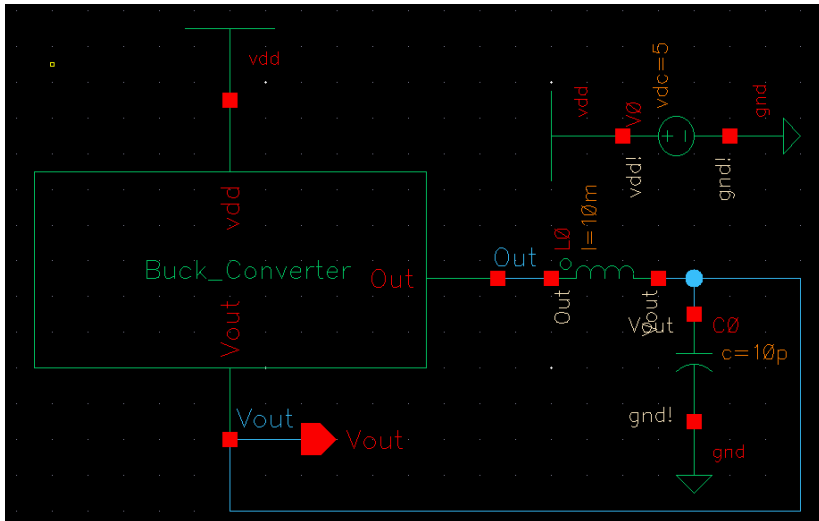 vdd
vdd
Buck_Converter
Out
Vout
Vout
Vout
vdd
V0
vdc=5
gnd
vdd!
gnd!
Out
L0
l=10m
Out
Vout
Vout
C0
c=10p
gnd!
gnd